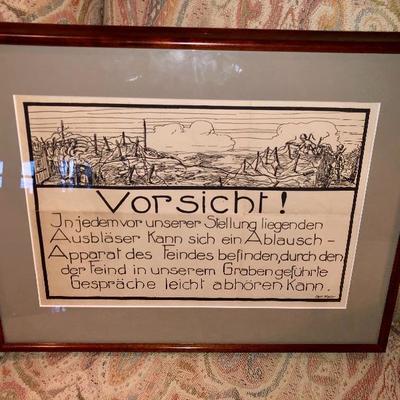 Vorsicht!
In jedem vor unserer Stellung liegenden
Ausbläser kann sich ein Ablausch-
Apparat des Feindes befinden, durch den
der Feind in unserem Graben geführte
Gespräche leicht abhören kann.